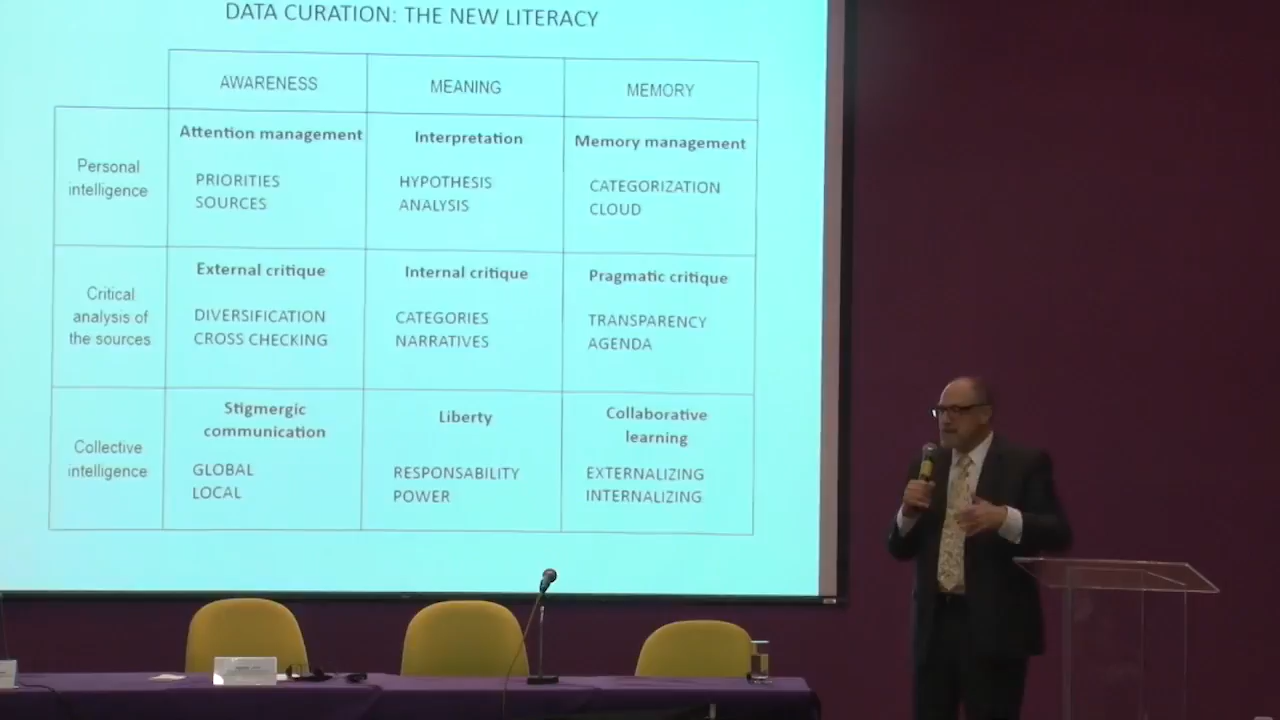 DATA CURATION: THE NEW LITERACY
AWARENESS
MEANING
MEMORY
Personal
intelligence
Attention management
PRIORITIES
SOURCES
Interpretation
HYPOTHESIS
ANALYSIS
Memory management
CATEGORIZATION
CLOUD
Critical
analysis of
the sources
External critique
DIVERSIFICATION
CROSS CHECKING
Internal critique
CATEGORIES
NARRATIVES
Pragmatic critique
TRANSPARENCY
AGENDA
Collective
intelligence
Stigmergic
communication
GLOBAL
LOCAL
Liberty
RESPONSABILITY
POWER
Collaborative
learning
EXTERNALIZING
INTERNALIZING